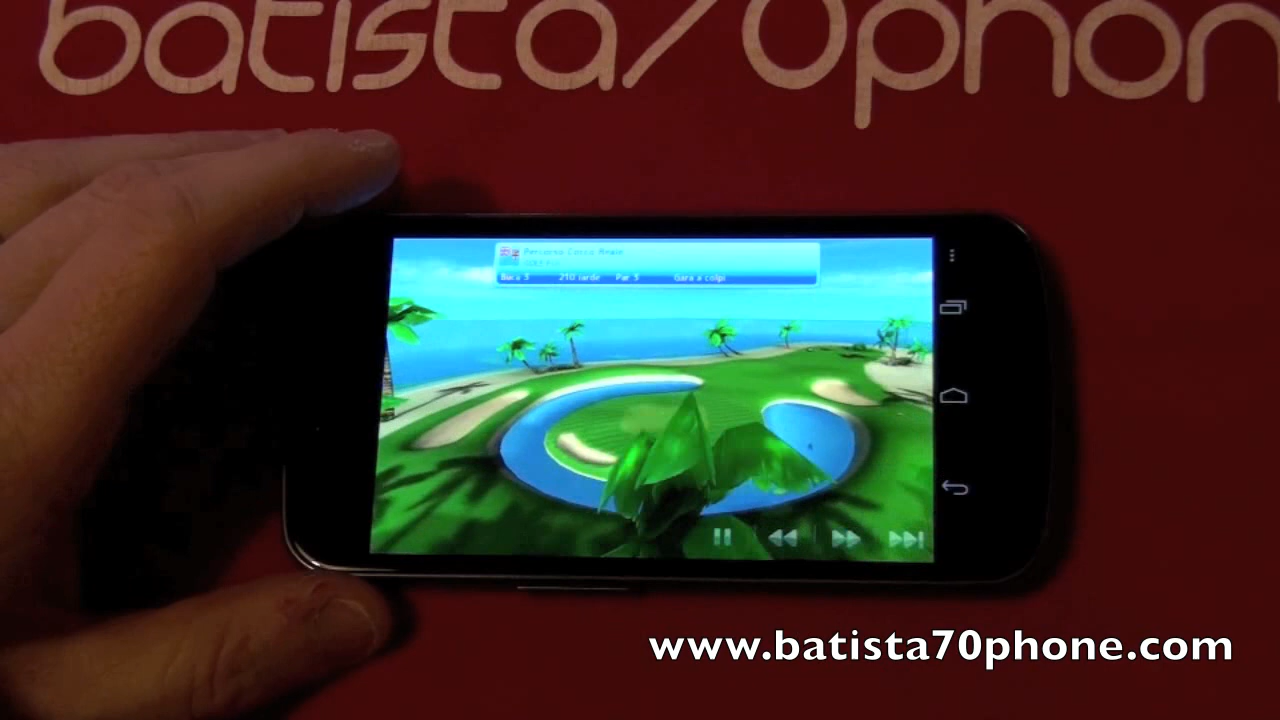 batista70phon
Percorso Cocco Reale
Buca 3 210 iarde Par 3 Gara a colpi
www.batista70phone.com